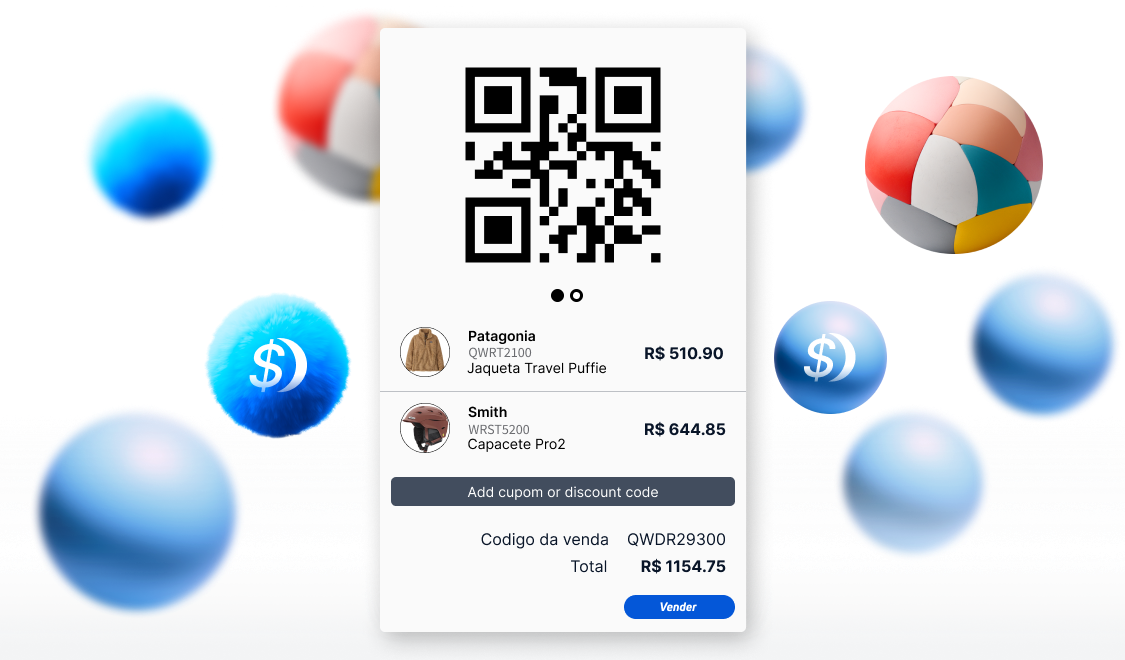 Patagonia
QWRT2100
Jaqueta Travel Puffie
R$ 510.90
Smith
WRST5200
Capacete Pro2
R$ 644.85
Add cupom or discount code
Codigo da venda QWDR29300
Total R$ 1154.75
Vender
$
$